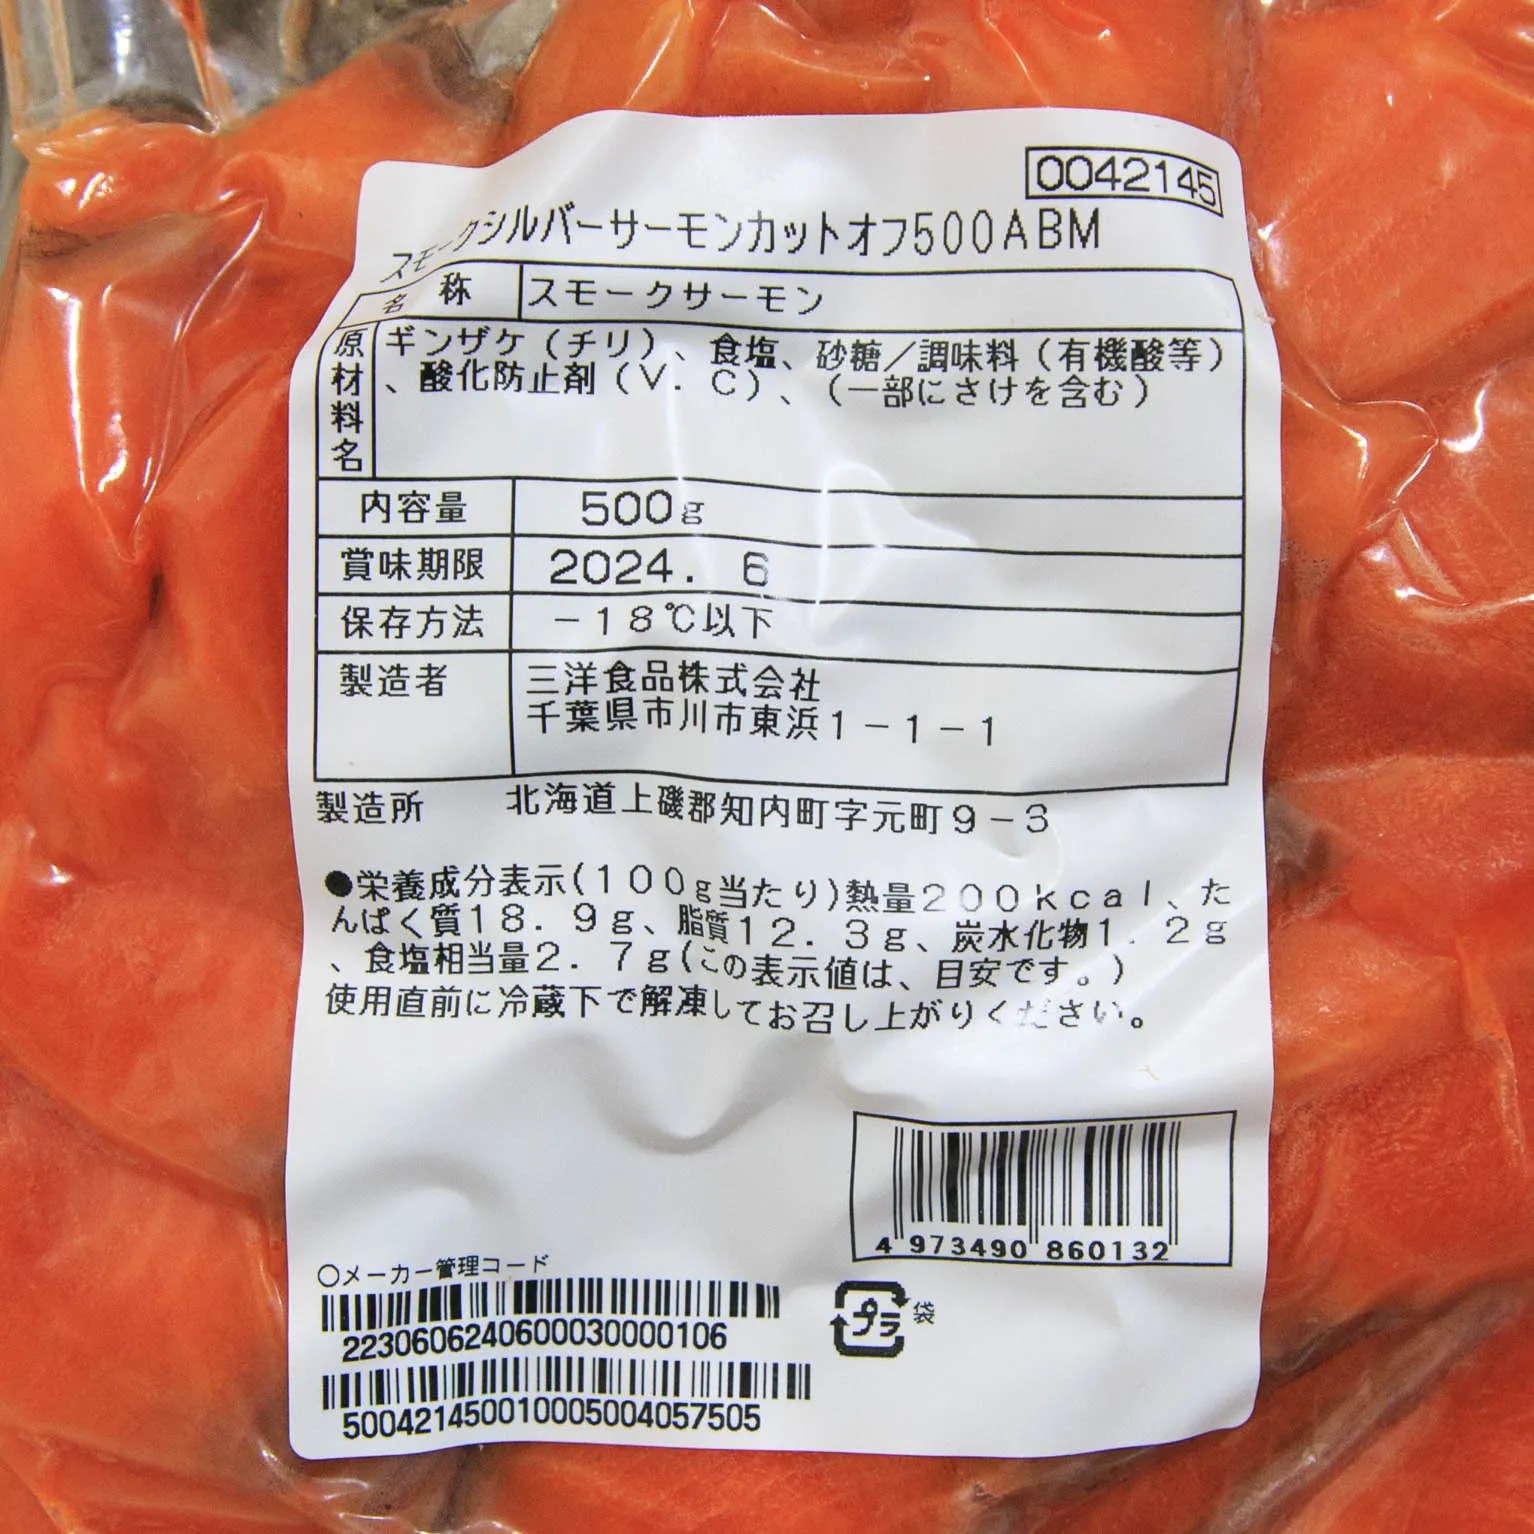 0042145
スモークシルバーサーモンカットオフ500ABM
名称 スモークサーモン
原材料名 ギンザケ（チリ）、食塩、砂糖／調味料（有機酸等）
、酸化防止剤（V．C）、（一部にさけを含む）
内容量 500g
賞味期限 2024. 6
保存方法 －18℃以下
製造者 三洋食品株式会社
千葉県市川市東浜1－1－1
製造所 北海道上磯郡知内町字元町9－3
●栄養成分表示(100g当たり)熱量200kcal、た
んぱく質18．9g、脂質12．3g、炭水化物1．2g
、食塩相当量2．7g(この表示値は、目安です。)
使用直前に冷蔵下で解凍してお召し上がりください。
4 973490 860132
○メーカー管理コード
2230606240600030000106
プラ 袋
50042145001000500405​7505